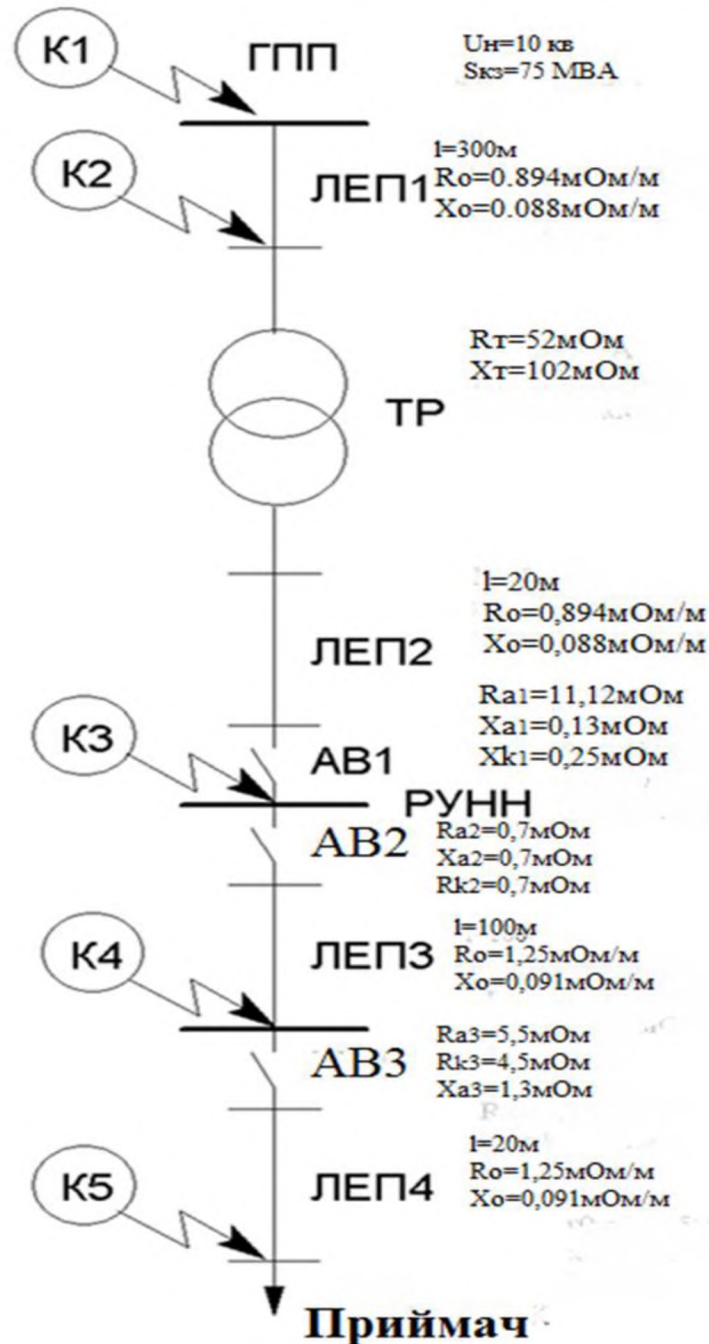 К1
ГПП
Uн=10 кв
Sкз=75 МВА
К2
ЛЕП1
l=300м
Ro=0.894мОм/м
Xo=0.088мОм/м
Rт=52мОм
Xт=102мОм
ТР
l=20м
Ro=0,894мОм/м
Xo=0,088мОм/м
ЛЕП2
Ra1=11,12мОм
Xa1=0,13мОм
Xk1=0,25мОм
К3
АВ1
РУНН
АВ2
Ra2=0,7мОм
Xa2=0,7мОм
Rk2=0,7мОм
К4
ЛЕП3
l=100м
Ro=1,25мОм/м
Xo=0,091мОм/м
АВ3
Ra3=5,5мОм
Rk3=4,5мОм
Xa3=1,3мОм
К5
ЛЕП4
l=20м
Ro=1,25мОм/м
Xo=0,091мОм/м
Приймач